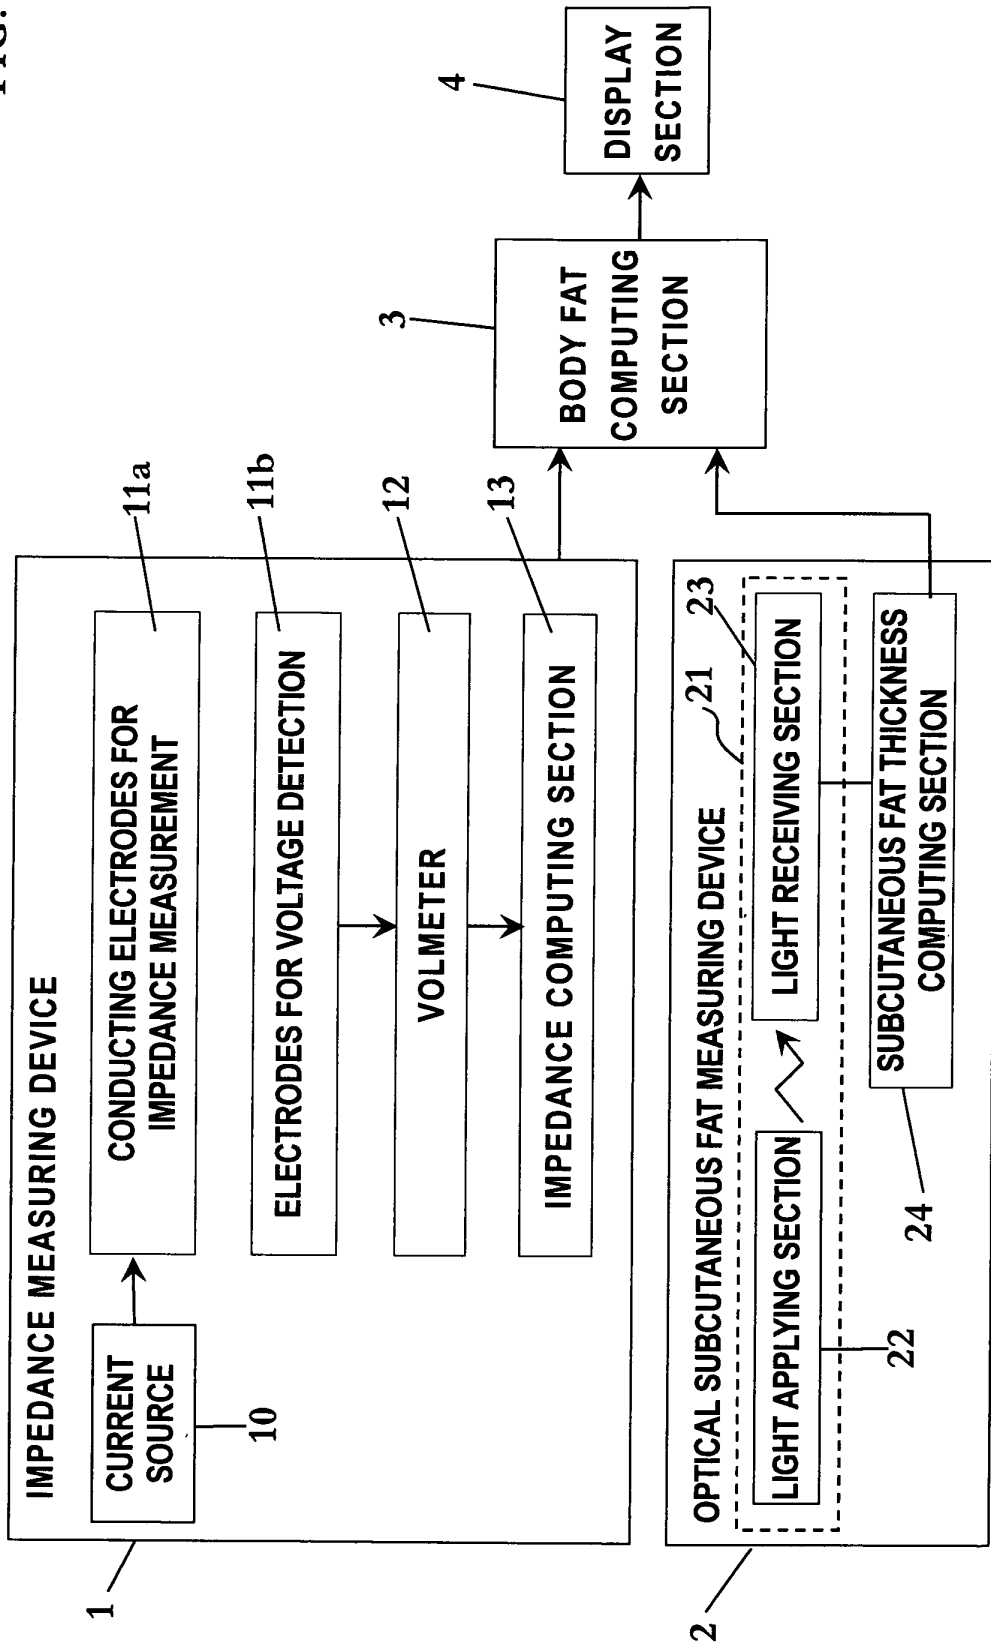 FIG.
IMPEDANCE MEASURING DEVICE
1
CURRENT
SOURCE
10
CONDUCTING ELECTRODES FOR
IMPEDANCE MEASUREMENT
11a
ELECTRODES FOR VOLTAGE DETECTION
11b
VOLMETER
12
IMPEDANCE COMPUTING SECTION
13
BODY FAT
COMPUTING
SECTION
3
DISPLAY
SECTION
4
OPTICAL SUBCUTANEOUS FAT MEASURING DEVICE
2
21
LIGHT APPLYING SECTION
22
LIGHT RECEIVING SECTION
23
SUBCUTANEOUS FAT THICKNESS
COMPUTING SECTION
24